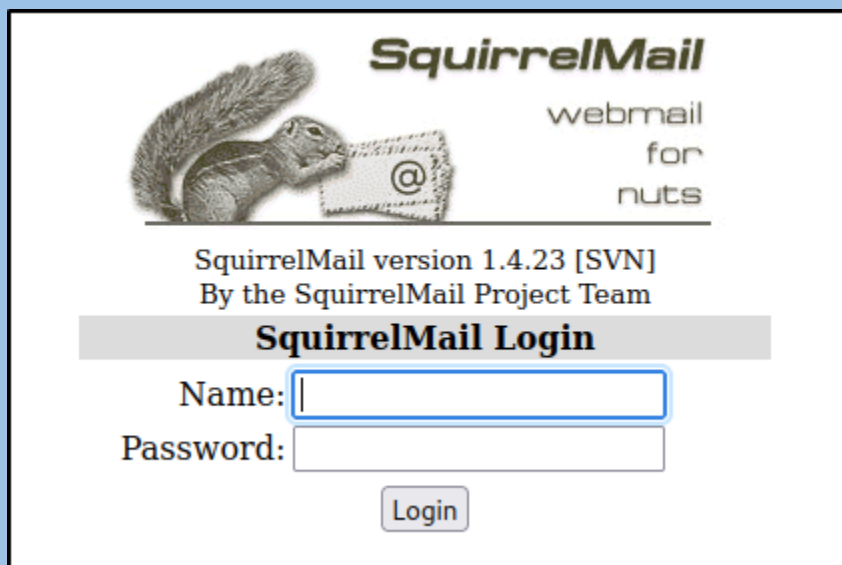 SquirrelMail
webmail
for
nuts
@
SquirrelMail version 1.4.23 [SVN]
By the SquirrelMail Project Team
SquirrelMail Login
Name:
Password:
Login